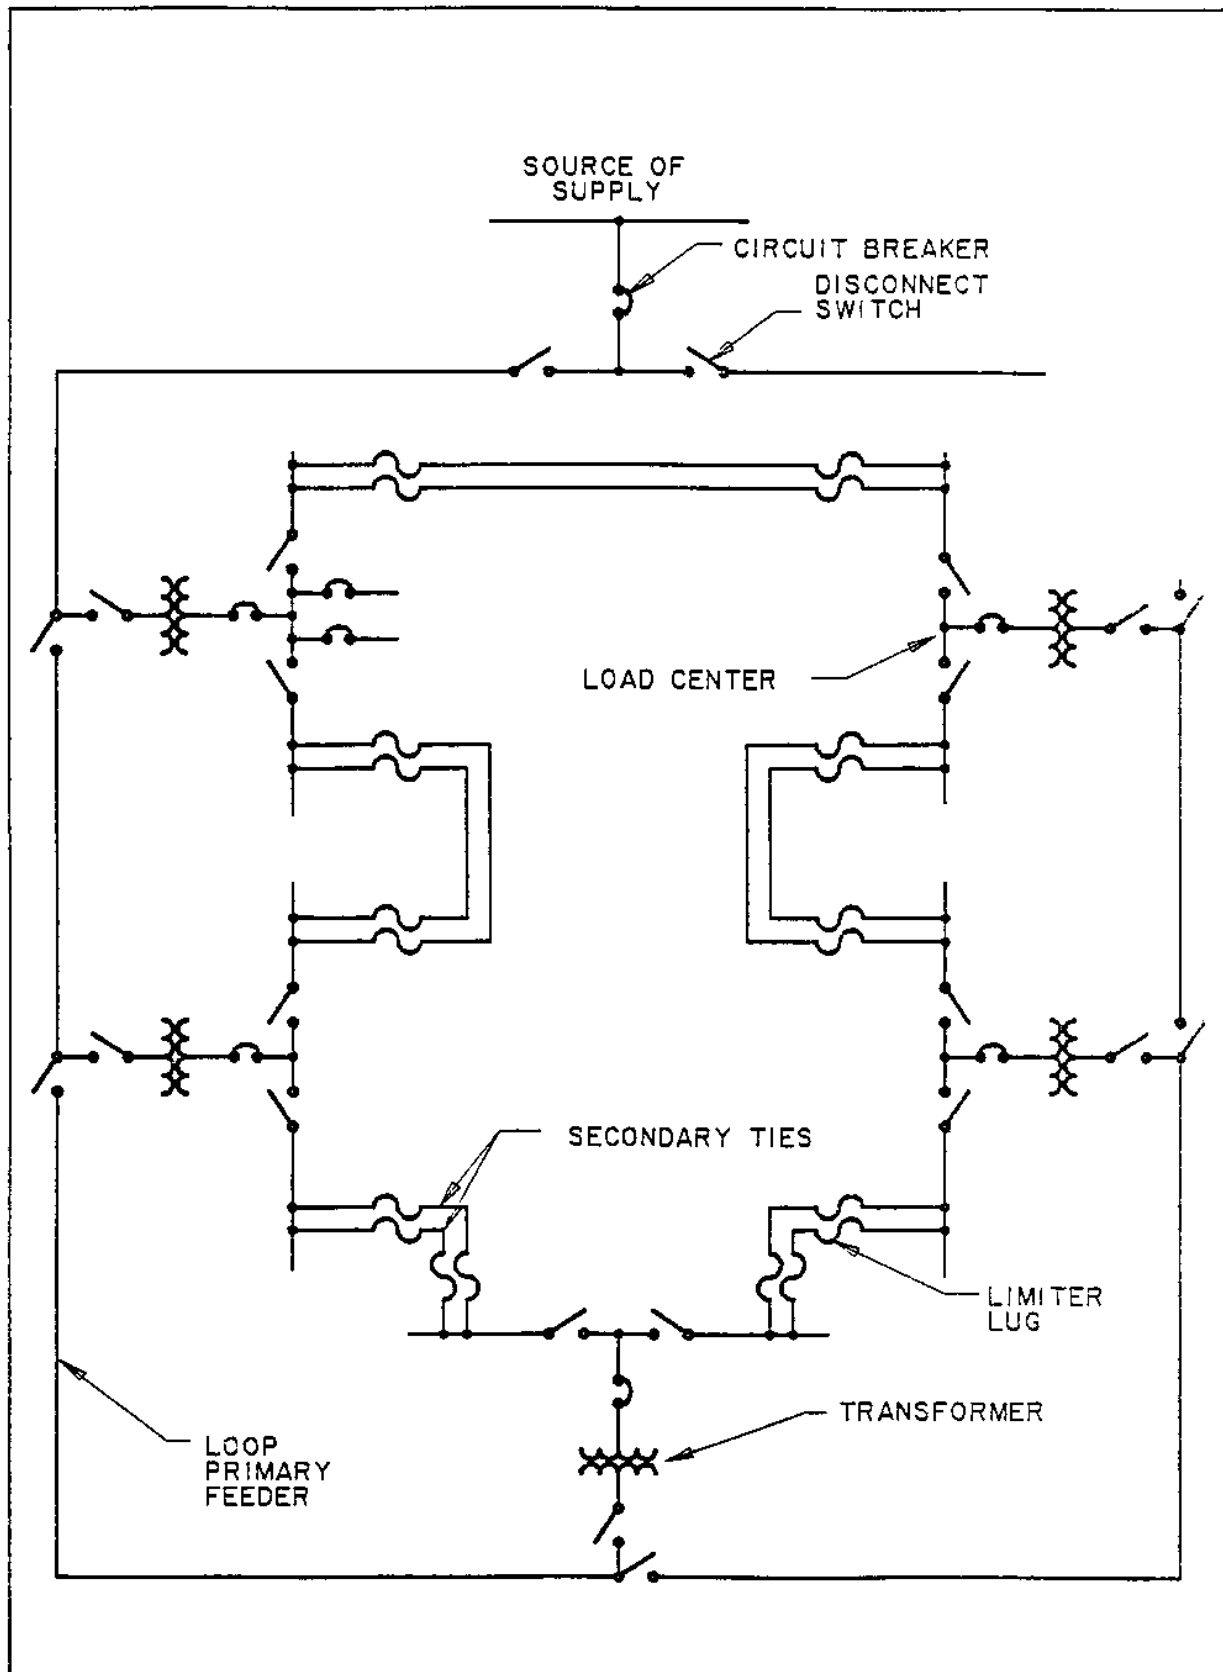 SOURCE OF
SUPPLY
CIRCUIT BREAKER
DISCONNECT
SWITCH
LOAD CENTER
SECONDARY TIES
LIMITER
LUG
TRANSFORMER
LOOP
PRIMARY
FEEDER